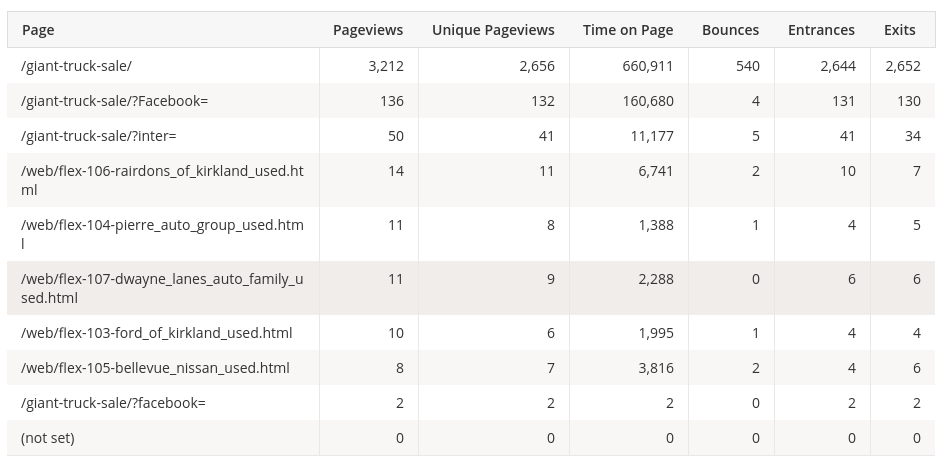 Page Pageviews Unique Pageviews Time on Page Bounces Entrances Exits
/giant-truck-sale/ 3,212 2,656 660,911 540 2,644 2,652
/giant-truck-sale/?Facebook= 136 132 160,680 4 131 130
/giant-truck-sale/?inter= 50 41 11,177 5 41 34
/web/flex-106-rairdons_of_kirkland_used.ht 14 11 6,741 2 10 7
ml
/web/flex-104-pierre_auto_group_used.htm 11 8 1,388 1 4 5
l
/web/flex-107-dwayne_lanes_auto_family_u 11 9 2,288 0 6 6
sed.html
/web/flex-103-ford_of_kirkland_used.html 10 6 1,995 1 4 4
/web/flex-105-bellevue_nissan_used.html 8 7 3,816 2 4 6
/giant-truck-sale/?facebook= 2 2 2 0 2 2
(not set) 0 0 0 0 0 0